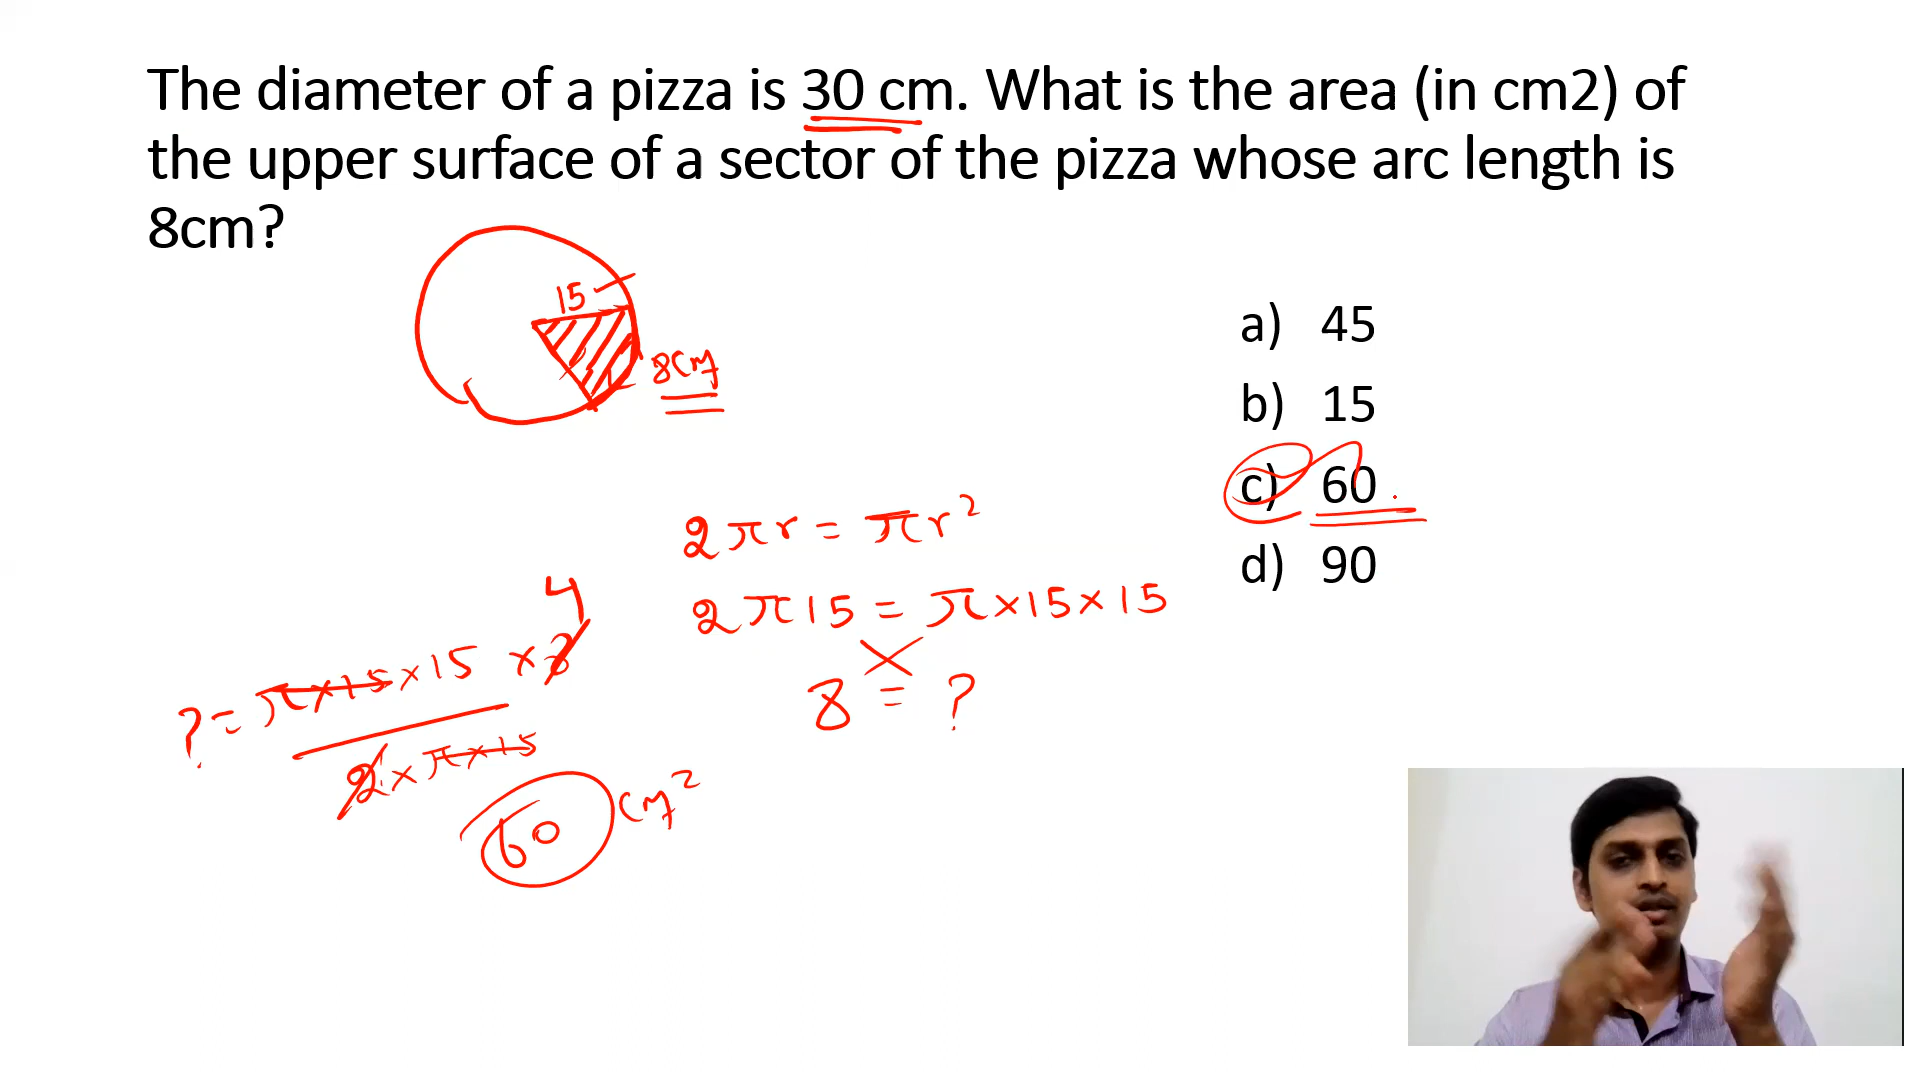 The diameter of a pizza is 30 cm. What is the area (in cm2) of
the upper surface of a sector of the pizza whose arc length is
8cm?
15
8cm
a) 45
b) 15
c) 60
d) 90
2πr = πr²
2π15 = π×15×15
8 = ?
4
? = π×15×15 ×8
2×π×15
60 cm²